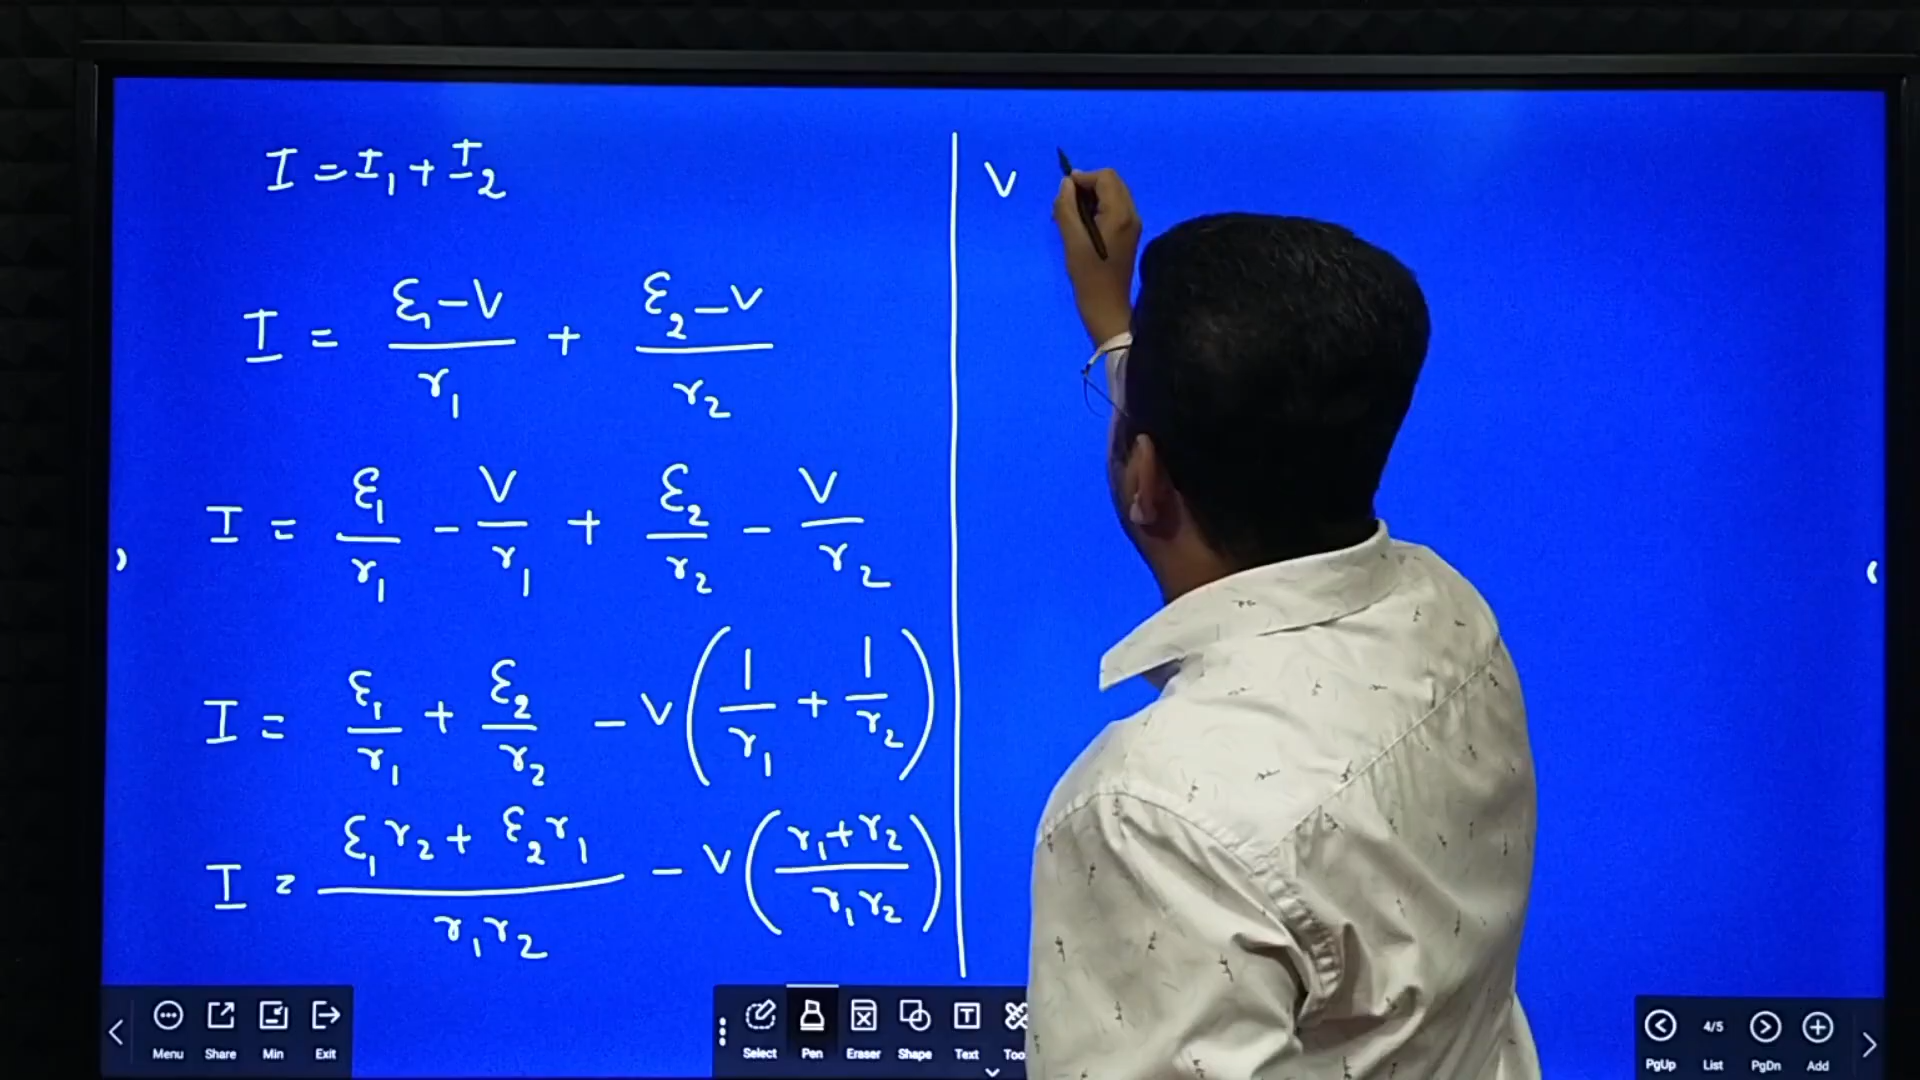 I = I₁ + I₂
I = (ε₁ − V)/r₁ + (ε₂ − V)/r₂
I = ε₁/r₁ − V/r₁ + ε₂/r₂ − V/r₂
I = ε₁/r₁ + ε₂/r₂ − V(1/r₁ + 1/r₂)
I = (ε₁r₂ + ε₂r₁)/(r₁r₂) − V((r₁ + r₂)/(r₁r₂))
V
Menu Share Min Exit
Select Pen Eraser Shape Text
4/5
PgUp List PgDn Add